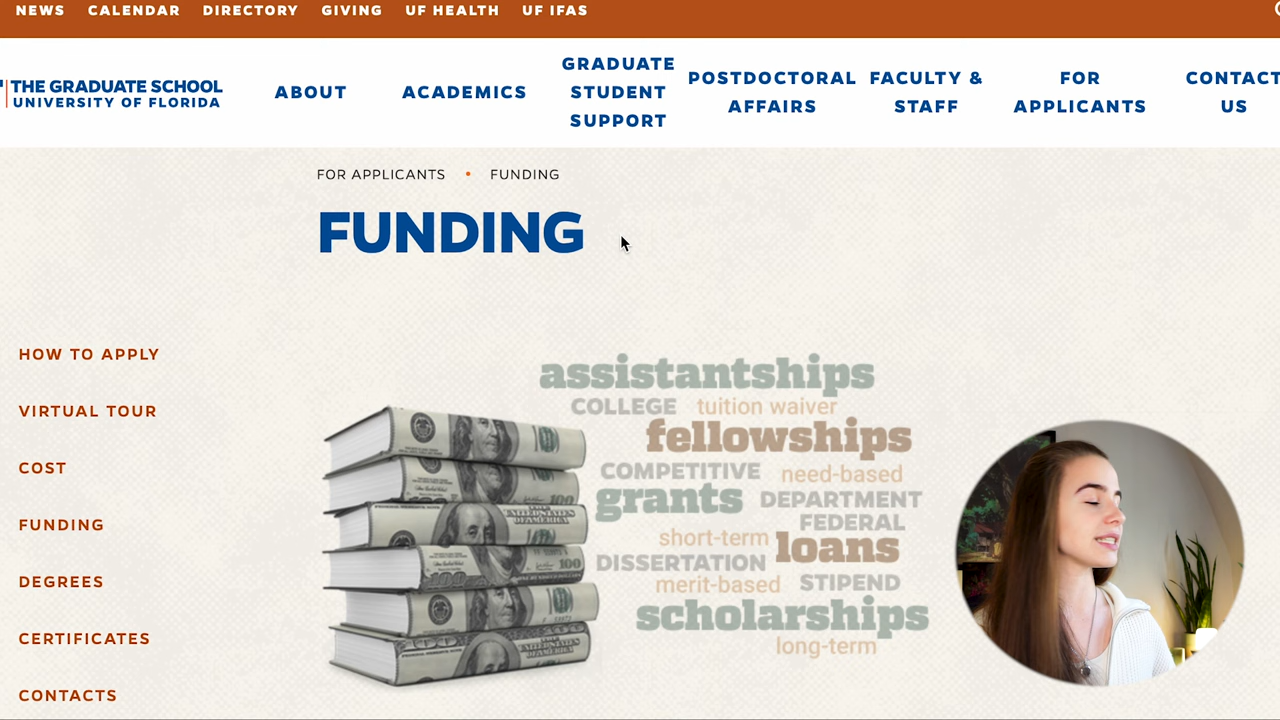 NEWS CALENDAR DIRECTORY GIVING UF HEALTH UF IFAS
THE GRADUATE SCHOOL
UNIVERSITY OF FLORIDA
ABOUT
ACADEMICS
GRADUATE
STUDENT
SUPPORT
POSTDOCTORAL
AFFAIRS
FACULTY &
STAFF
FOR
APPLICANTS
CONTACT
US
FOR APPLICANTS • FUNDING
FUNDING
HOW TO APPLY
VIRTUAL TOUR
COST
FUNDING
DEGREES
CERTIFICATES
CONTACTS
assistantships
COLLEGE tuition waiver
fellowships
COMPETITIVE need-based
grants DEPARTMENT
FEDERAL
short-term loans
DISSERTATION
merit-based STIPEND
scholarships
long-term